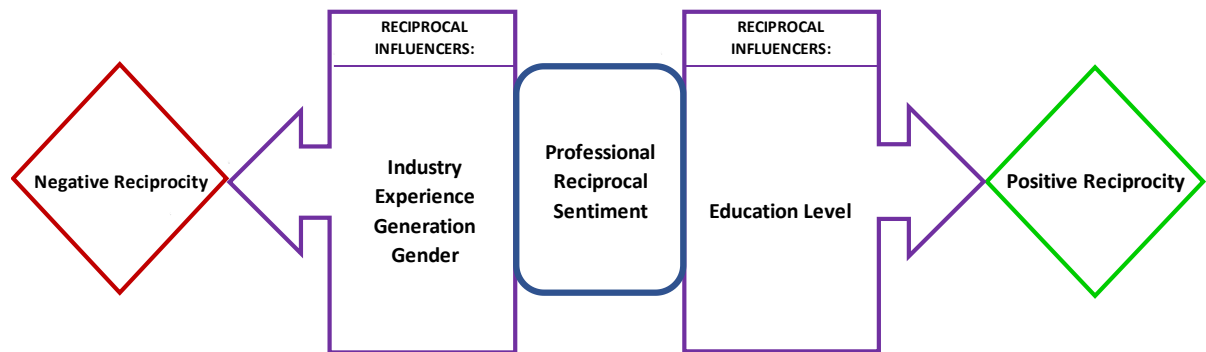 RECIPROCAL
INFLUENCERS:
RECIPROCAL
INFLUENCERS:
Negative Reciprocity
Industry
Experience
Generation
Gender
Professional
Reciprocal
Sentiment
Education Level
Positive Reciprocity